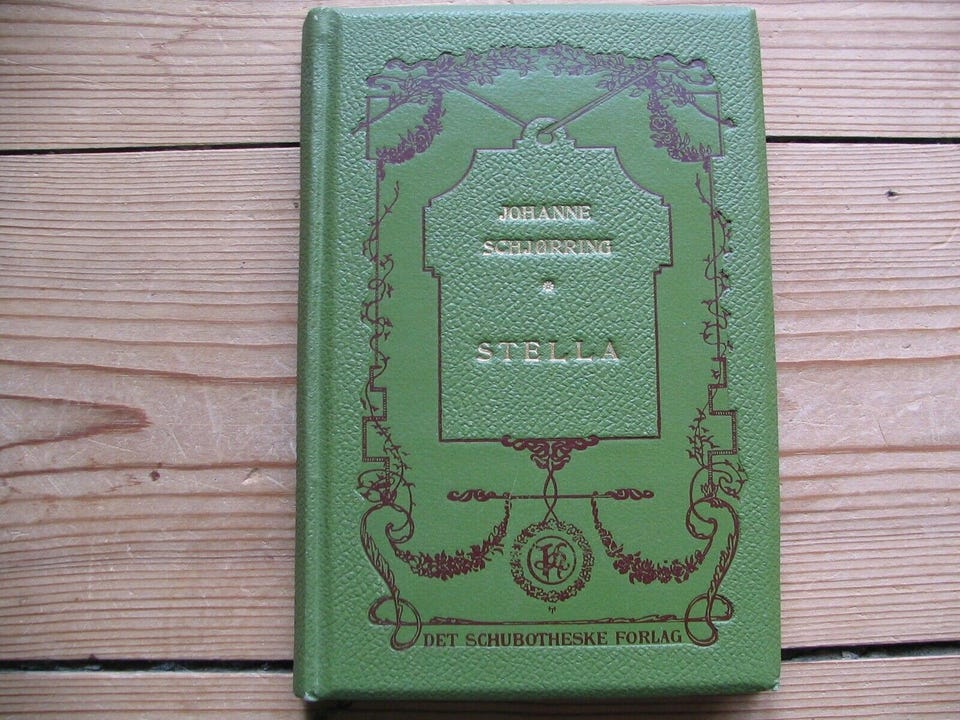 JOHANNE
SCHJØRRING
STELLA
DET SCHUBOTHESKE FORLAG